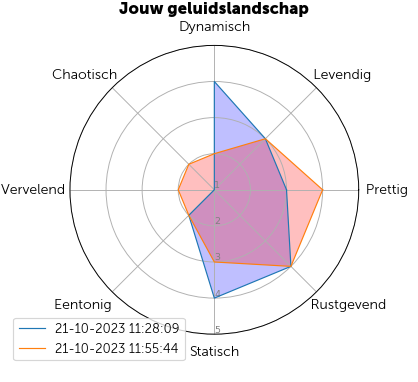 Jouw geluidslandschap
Dynamisch
Chaotisch
Levendig
Vervelend
1
Prettig
2
3
4
Eentonig
Rustgevend
5
21-10-2023 11:28:09
21-10-2023 11:55:44
Statisch